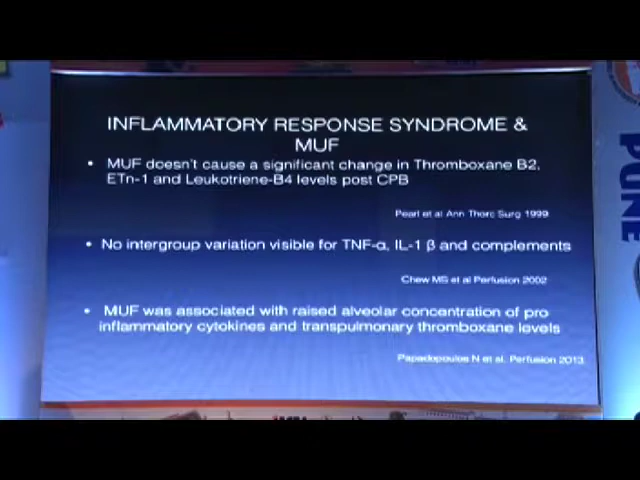 INFLAMMATORY RESPONSE SYNDROME &
MUF
• MUF doesn't cause a significant change in Thromboxane B2,
ETn-1 and Leukotriene-B4 levels post CPB
Pearl et al Ann Thorc Surg 1999
• No intergroup variation visible for TNF-α, IL-1 β and complements
Chew MS et al Perfusion 2002
• MUF was associated with raised alveolar concentration of pro
inflammatory cytokines and transpulmonary thromboxane levels
Papadopoulos N et al. Perfusion 2013
PUNE